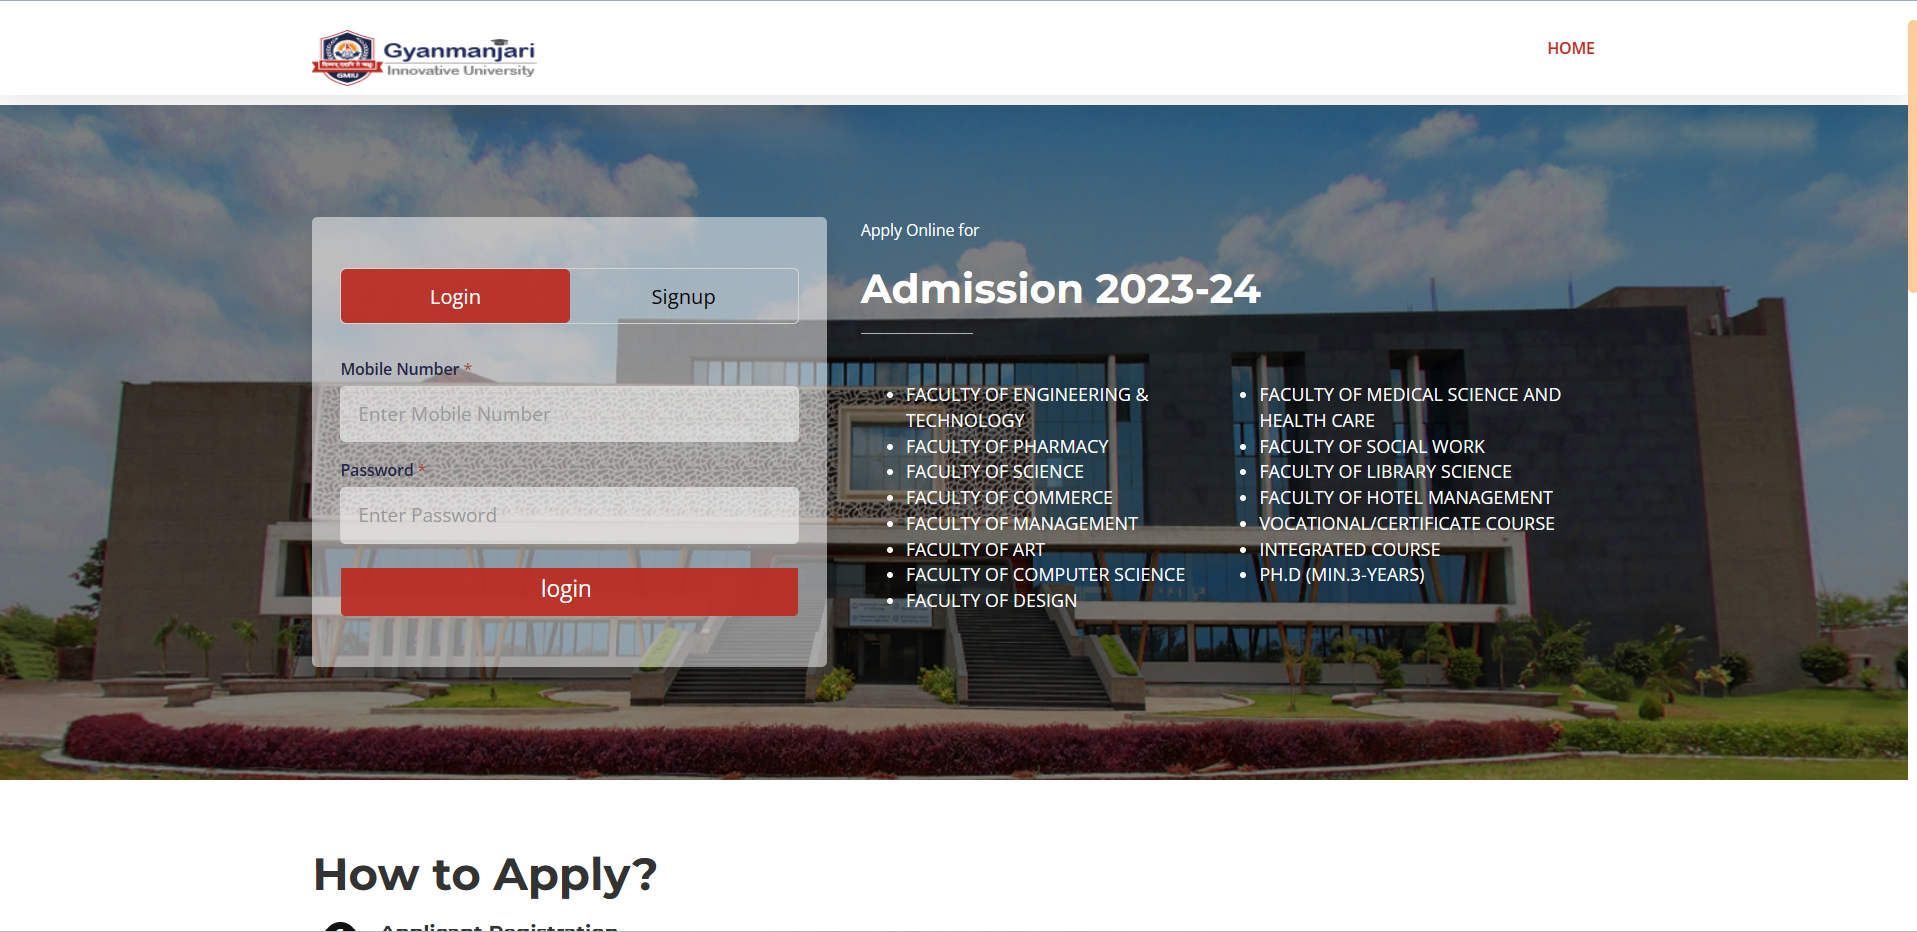 Gyanmanjari
Innovative University
GMIU
HOME
Login
Signup
Mobile Number *
Enter Mobile Number
Password *
Enter Password
login
Apply Online for
Admission 2023-24
FACULTY OF ENGINEERING &
TECHNOLOGY
FACULTY OF PHARMACY
FACULTY OF SCIENCE
FACULTY OF COMMERCE
FACULTY OF MANAGEMENT
FACULTY OF ART
FACULTY OF COMPUTER SCIENCE
FACULTY OF DESIGN
FACULTY OF MEDICAL SCIENCE AND
HEALTH CARE
FACULTY OF SOCIAL WORK
FACULTY OF LIBRARY SCIENCE
FACULTY OF HOTEL MANAGEMENT
VOCATIONAL/CERTIFICATE COURSE
INTEGRATED COURSE
PH.D (MIN.3-YEARS)
How to Apply?
Applicant Registration